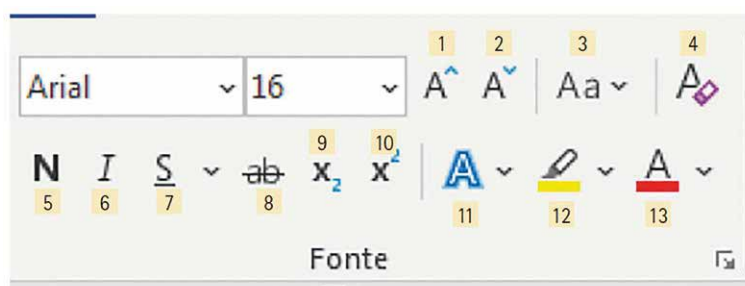 1 2 3 4
Arial 16 A A Aa A
9 10
N I S ab x₂ x² A A
5 6 7 8 11 12 13
Fonte